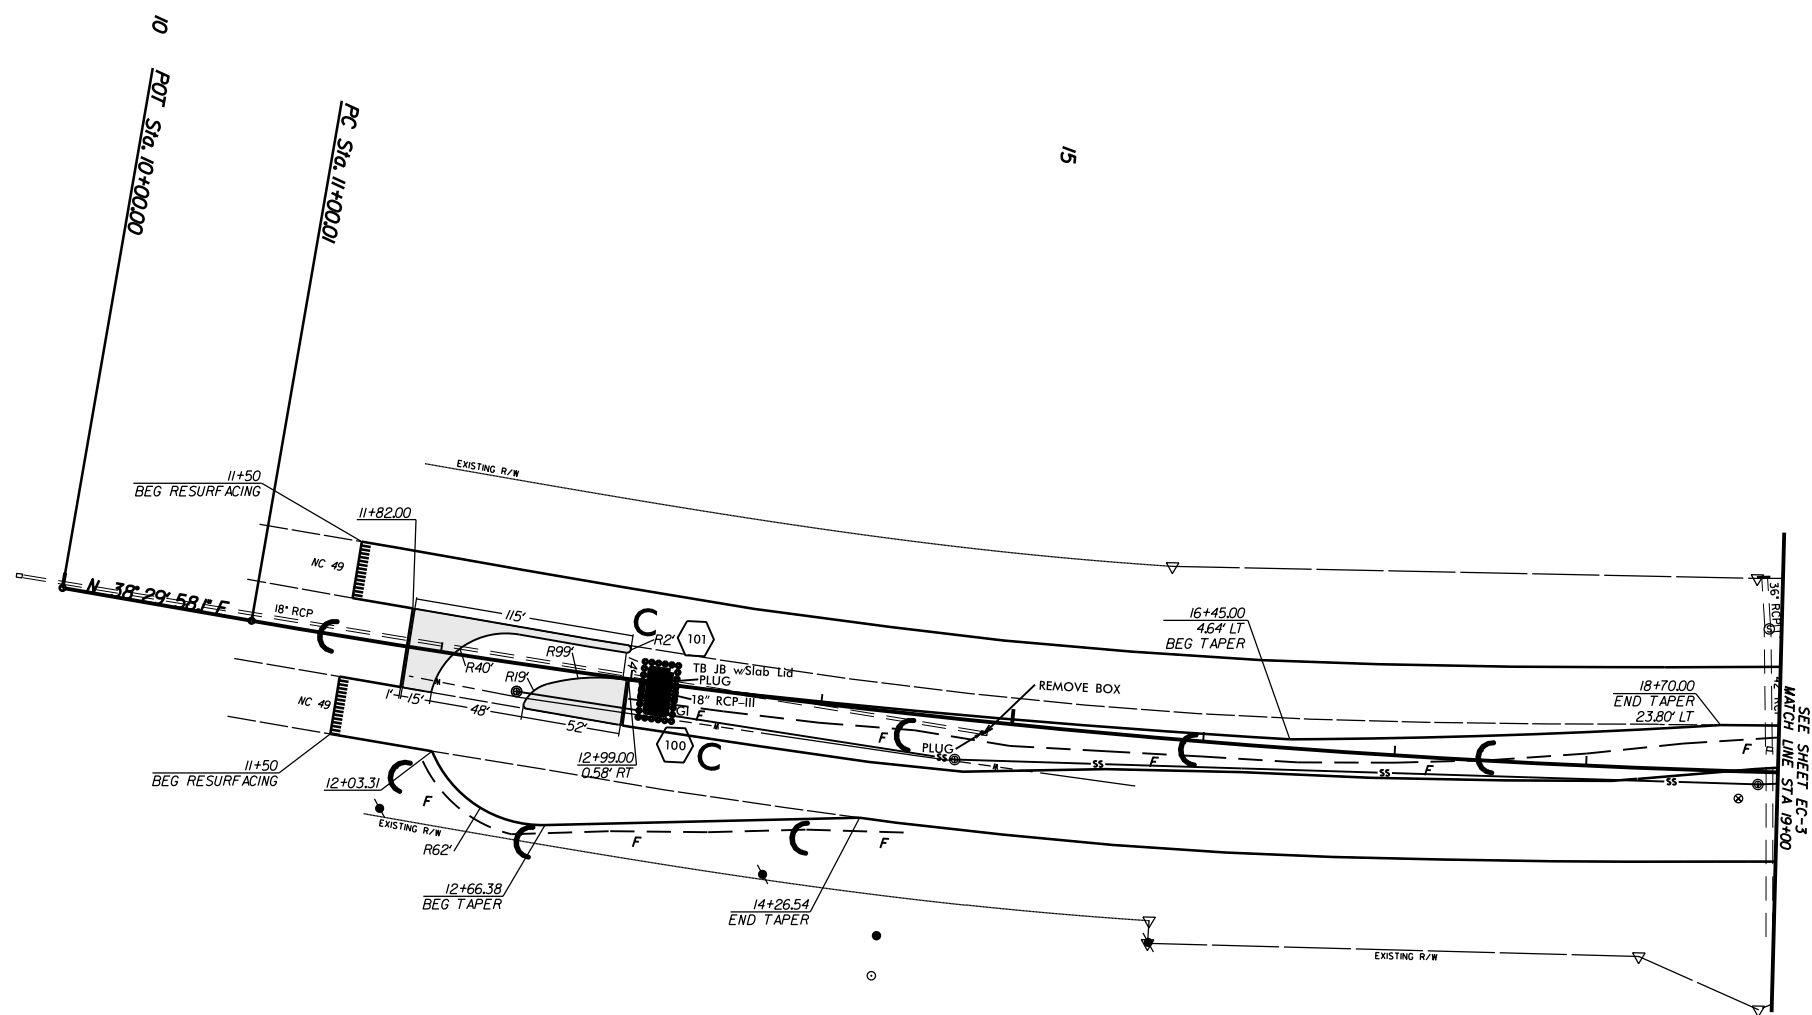 10
POT Sta. 10+00.00
PC Sta. 11+00.01
15
EXISTING R/W
11+50
BEG RESURFACING
11+82.00
NC 49
N 38° 29' 58.1" E
18" RCP
115'
C
101
R2'
R99'
R40'
R19'
TB JB w/Slab Lid
PLUG
18" RCP-III
GI
F
1'
15'
48'
52'
NC 49
100
C
12+99.00
0.58' RT
REMOVE BOX
PLUG
SS
F
SS
F
SS
F
SS
F
16+45.00
4.64' LT
BEG TAPER
18+70.00
END TAPER
23.80' LT
36" RCP
SEE SHEET EC-3
MATCH LINE STA 19+00
11+50
BEG RESURFACING
12+03.31
F
EXISTING R/W
R62'
F
F
12+66.38
BEG TAPER
14+26.54
END TAPER
EXISTING R/W